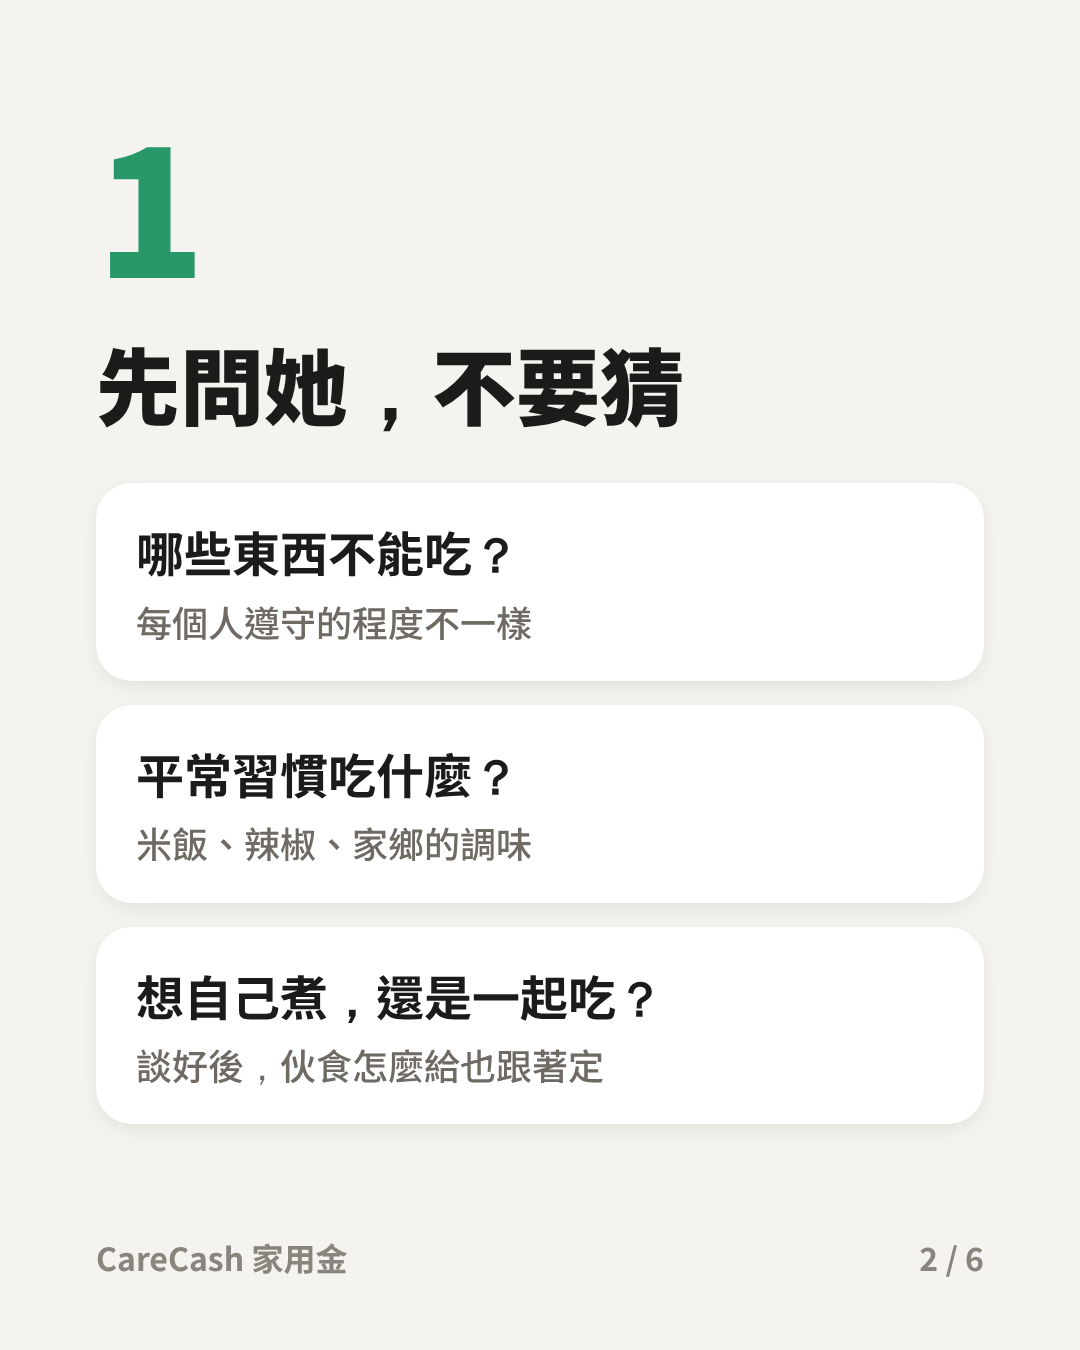 1
先問她，不要猜
哪些東西不能吃？
每個人遵守的程度不一樣
平常習慣吃什麼？
米飯、辣椒、家鄉的調味
想自己煮，還是一起吃？
談好後，伙食怎麼給也跟著定
CareCash 家用金
2 / 6